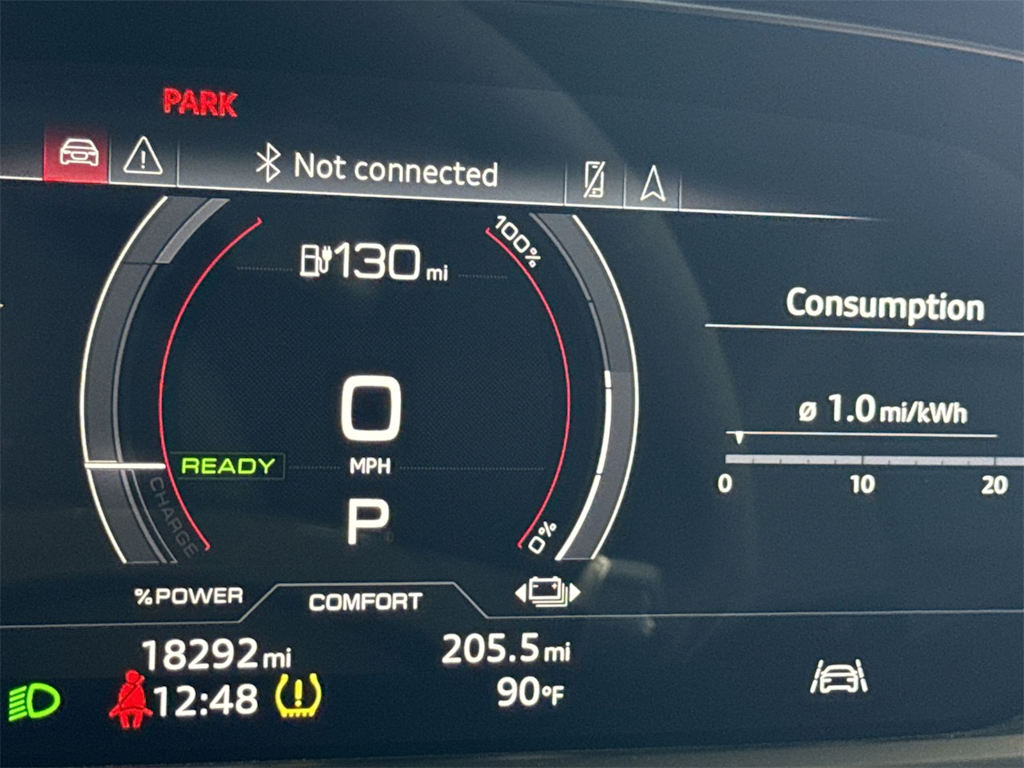 PARK
Not connected
130 mi
100%
Consumption
0
ø 1.0 mi/kWh
READY
MPH
0 10 20
CHARGE
P
0%
%POWER
COMFORT
18292 mi
205.5 mi
12:48
90°F